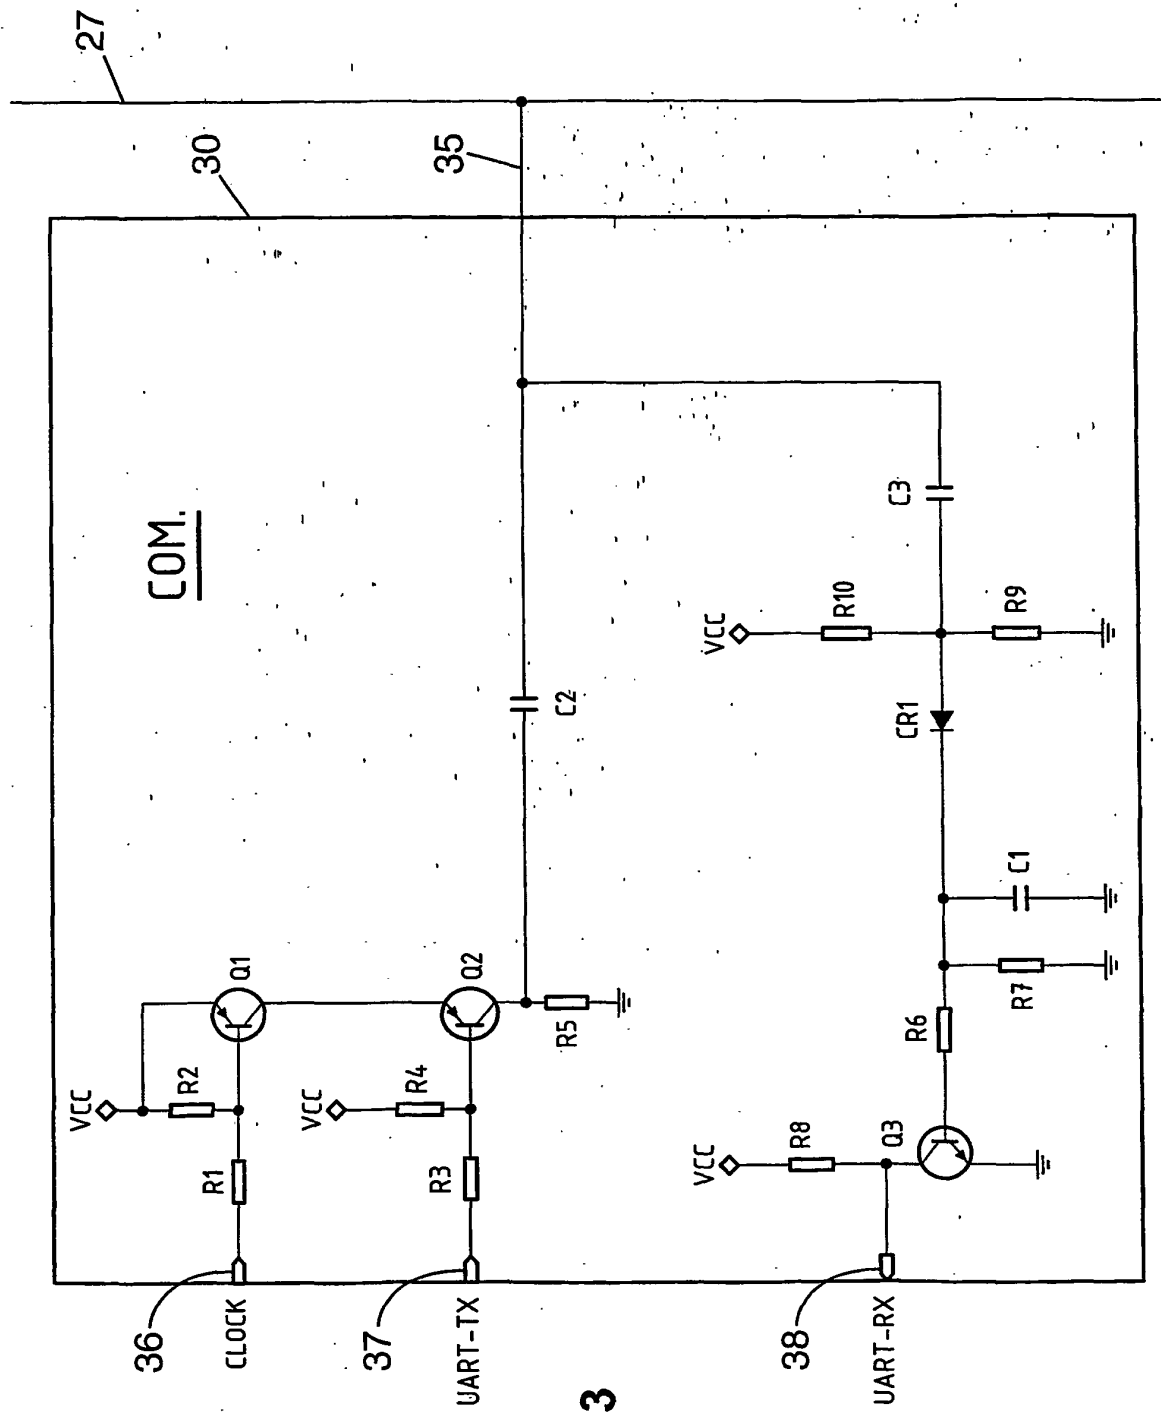 27
30
35
COM.
C3
VCC
R10
R9
C2
CR1
C1
Q1
Q2
R5
R7
R6
VCC
R2
VCC
R4
VCC
R8
Q3
R1
R3
36
CLOCK
37
UART-TX
38
UART-RX
3